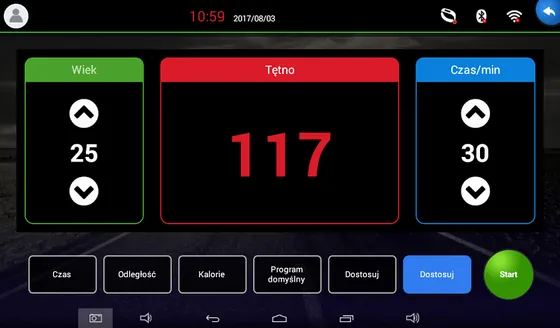 10:59 2017/08/03
Wiek
Tętno
Czas/min
25
117
30
Czas
Odległość
Kalorie
Program
domyślny
Dostosuj
Dostosuj
Start